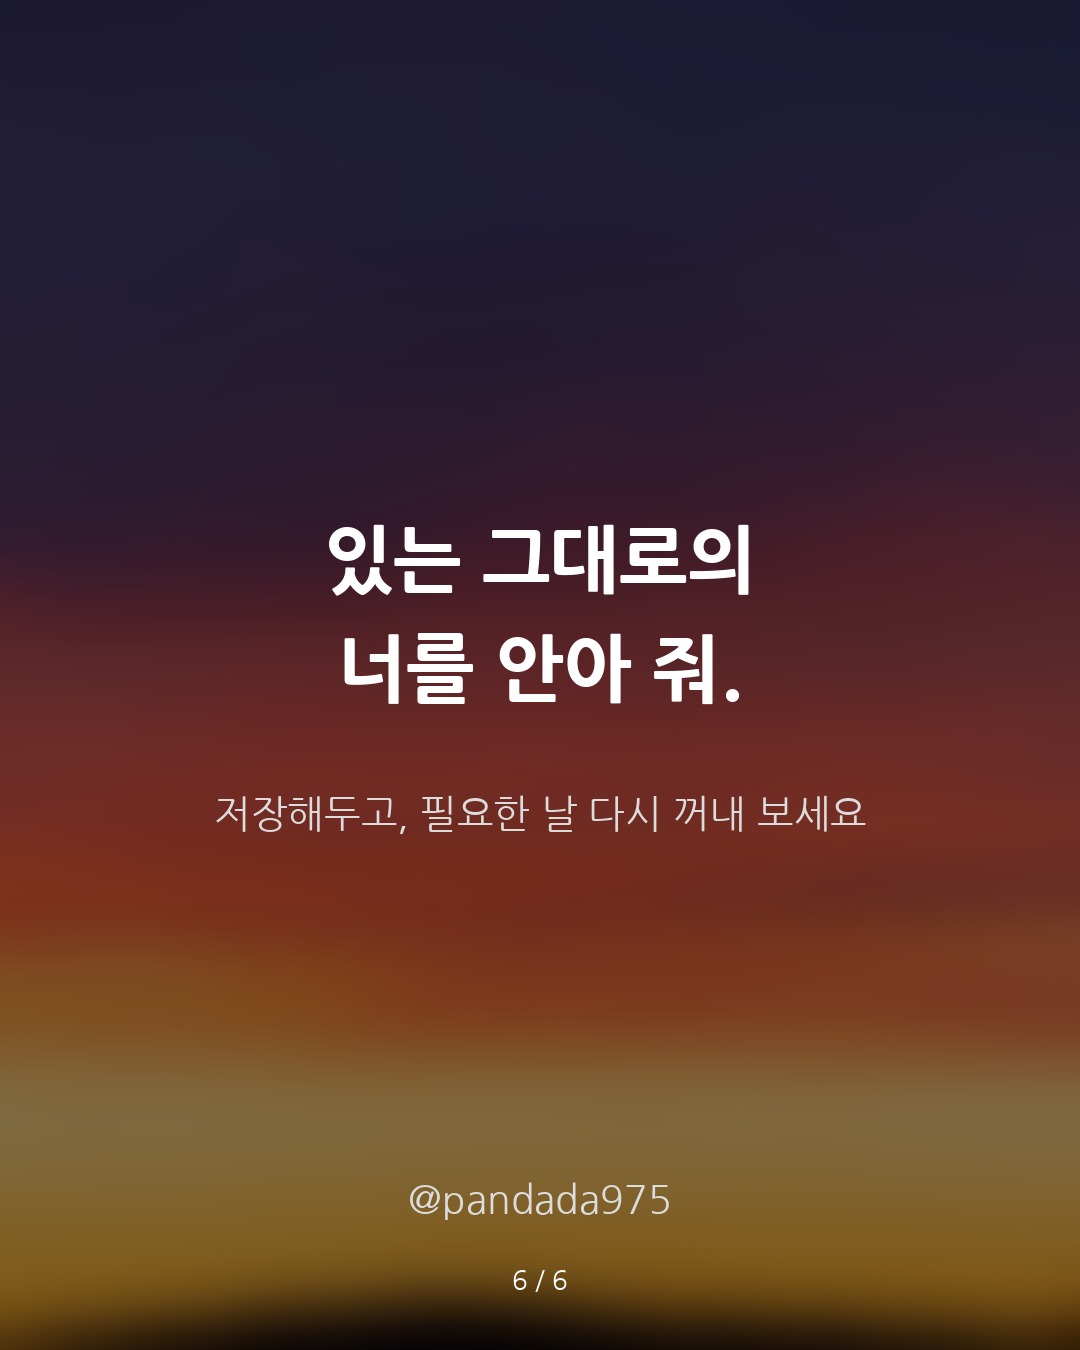 있는 그대로의
너를 안아 줘.
저장해두고, 필요한 날 다시 꺼내 보세요
@pandada975
6 / 6